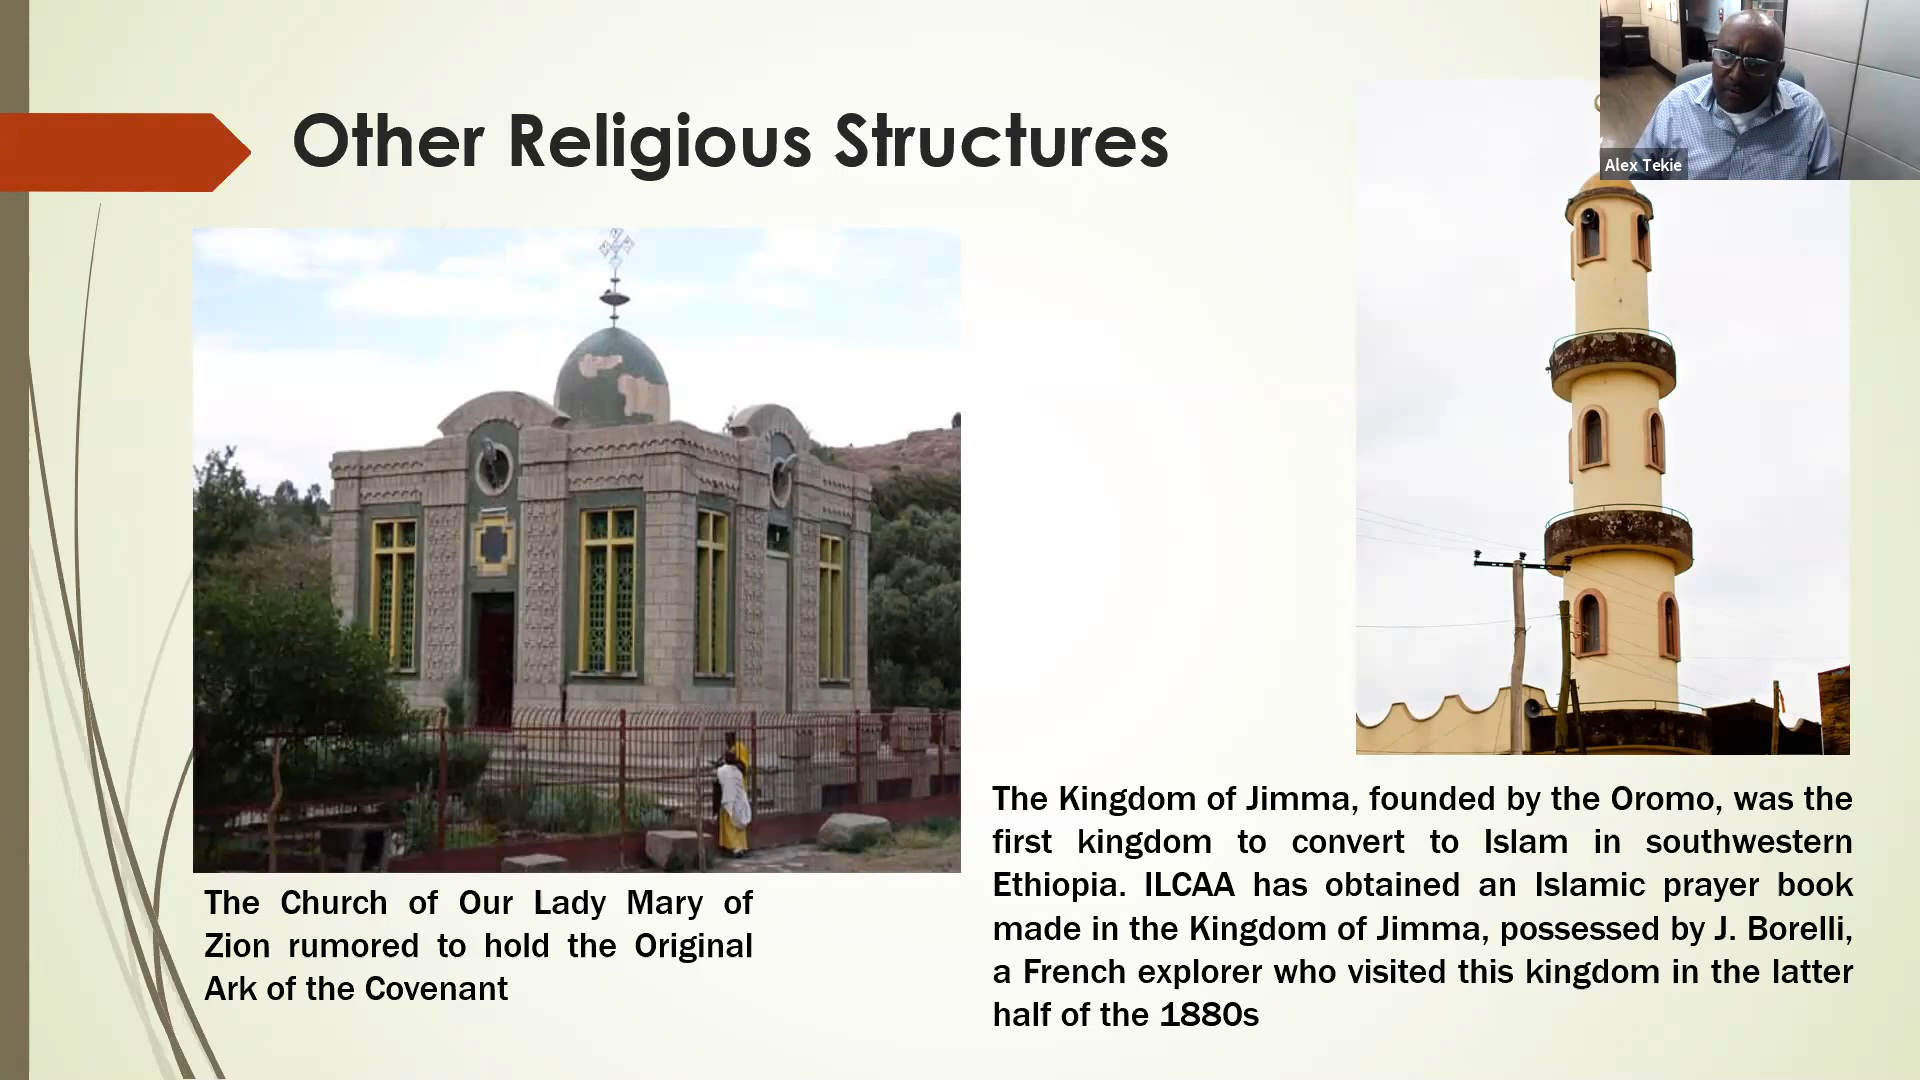 Other Religious Structures
Alex Tekie
The Church of Our Lady Mary of
Zion rumored to hold the Original
Ark of the Covenant
The Kingdom of Jimma, founded by the Oromo, was the
first kingdom to convert to Islam in southwestern
Ethiopia. ILCAA has obtained an Islamic prayer book
made in the Kingdom of Jimma, possessed by J. Borelli,
a French explorer who visited this kingdom in the latter
half of the 1880s